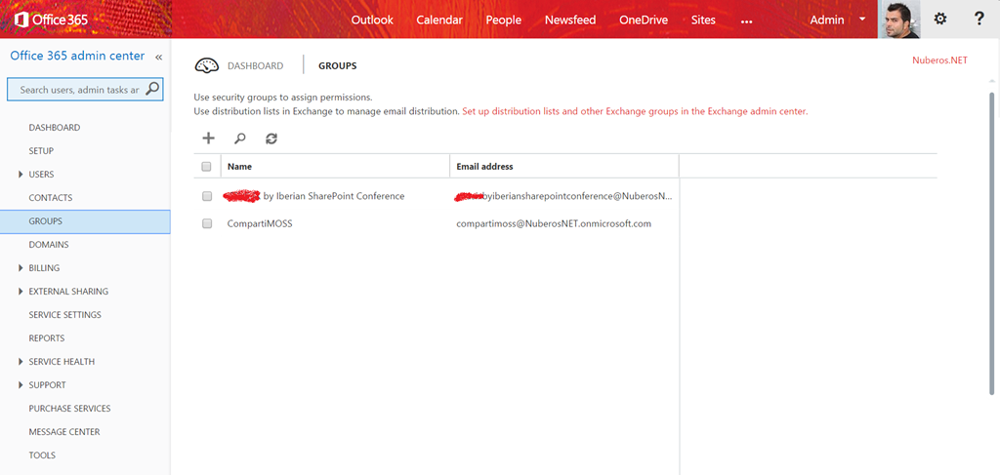 Office 365
Outlook Calendar People Newsfeed OneDrive Sites ... Admin ?
Office 365 admin center «
Search users, admin tasks ar
DASHBOARD
SETUP
USERS
CONTACTS
GROUPS
DOMAINS
BILLING
EXTERNAL SHARING
SERVICE SETTINGS
REPORTS
SERVICE HEALTH
SUPPORT
PURCHASE SERVICES
MESSAGE CENTER
TOOLS
DASHBOARD GROUPS
Nuberos.NET
Use security groups to assign permissions.
Use distribution lists in Exchange to manage email distribution. Set up distribution lists and other Exchange groups in the Exchange admin center.
Name Email address
by Iberian SharePoint Conference byiberiansharepointconference@NuberosN...
CompartiMOSS compartimoss@NuberosNET.onmicrosoft.com